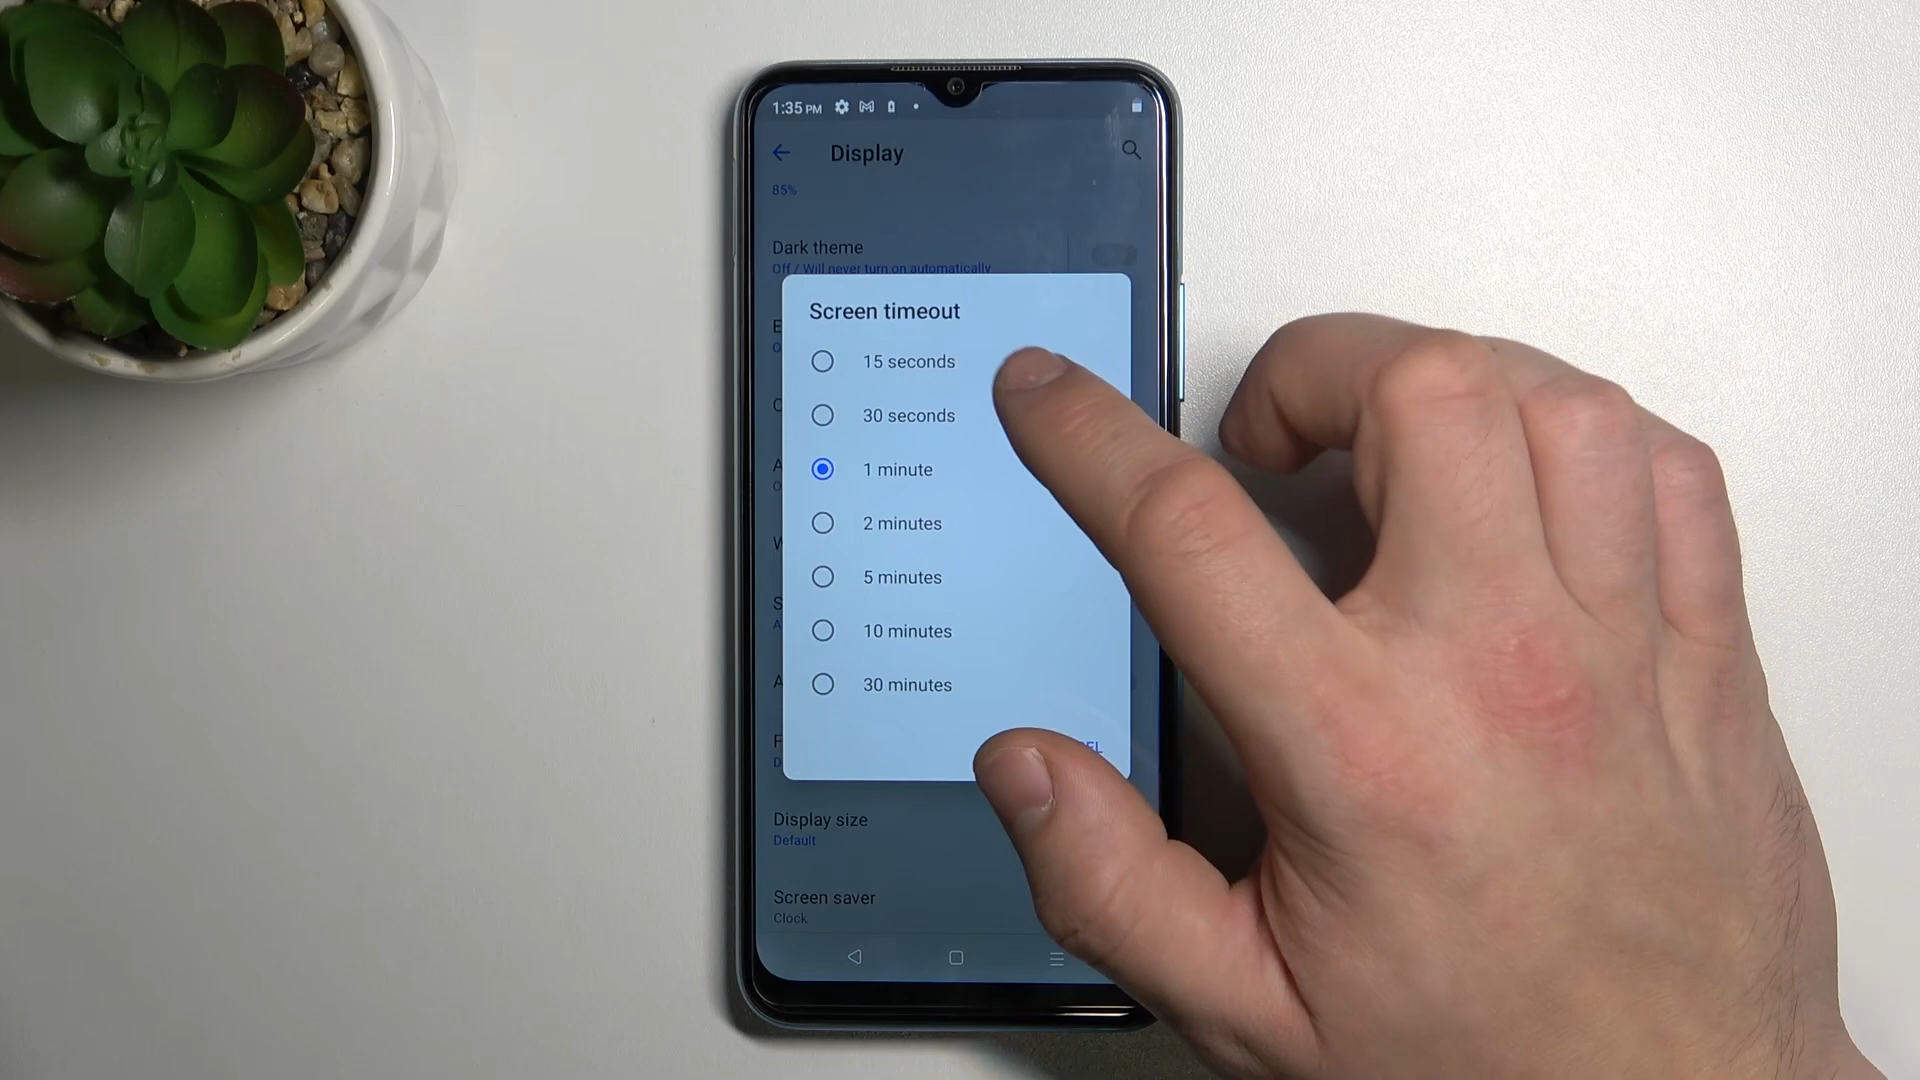 1:35 PM
Display
85%
Dark theme
Off / Will never turn on automatically
Screen timeout
15 seconds
30 seconds
1 minute
2 minutes
5 minutes
10 minutes
30 minutes
Display size
Default
Screen saver
Clock